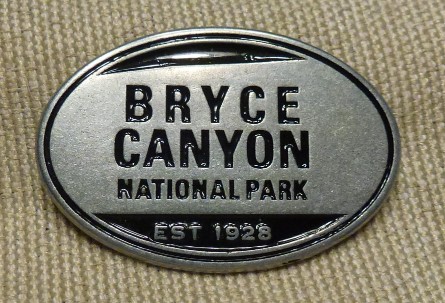 BRYCE
CANYON
NATIONAL PARK
EST 1928